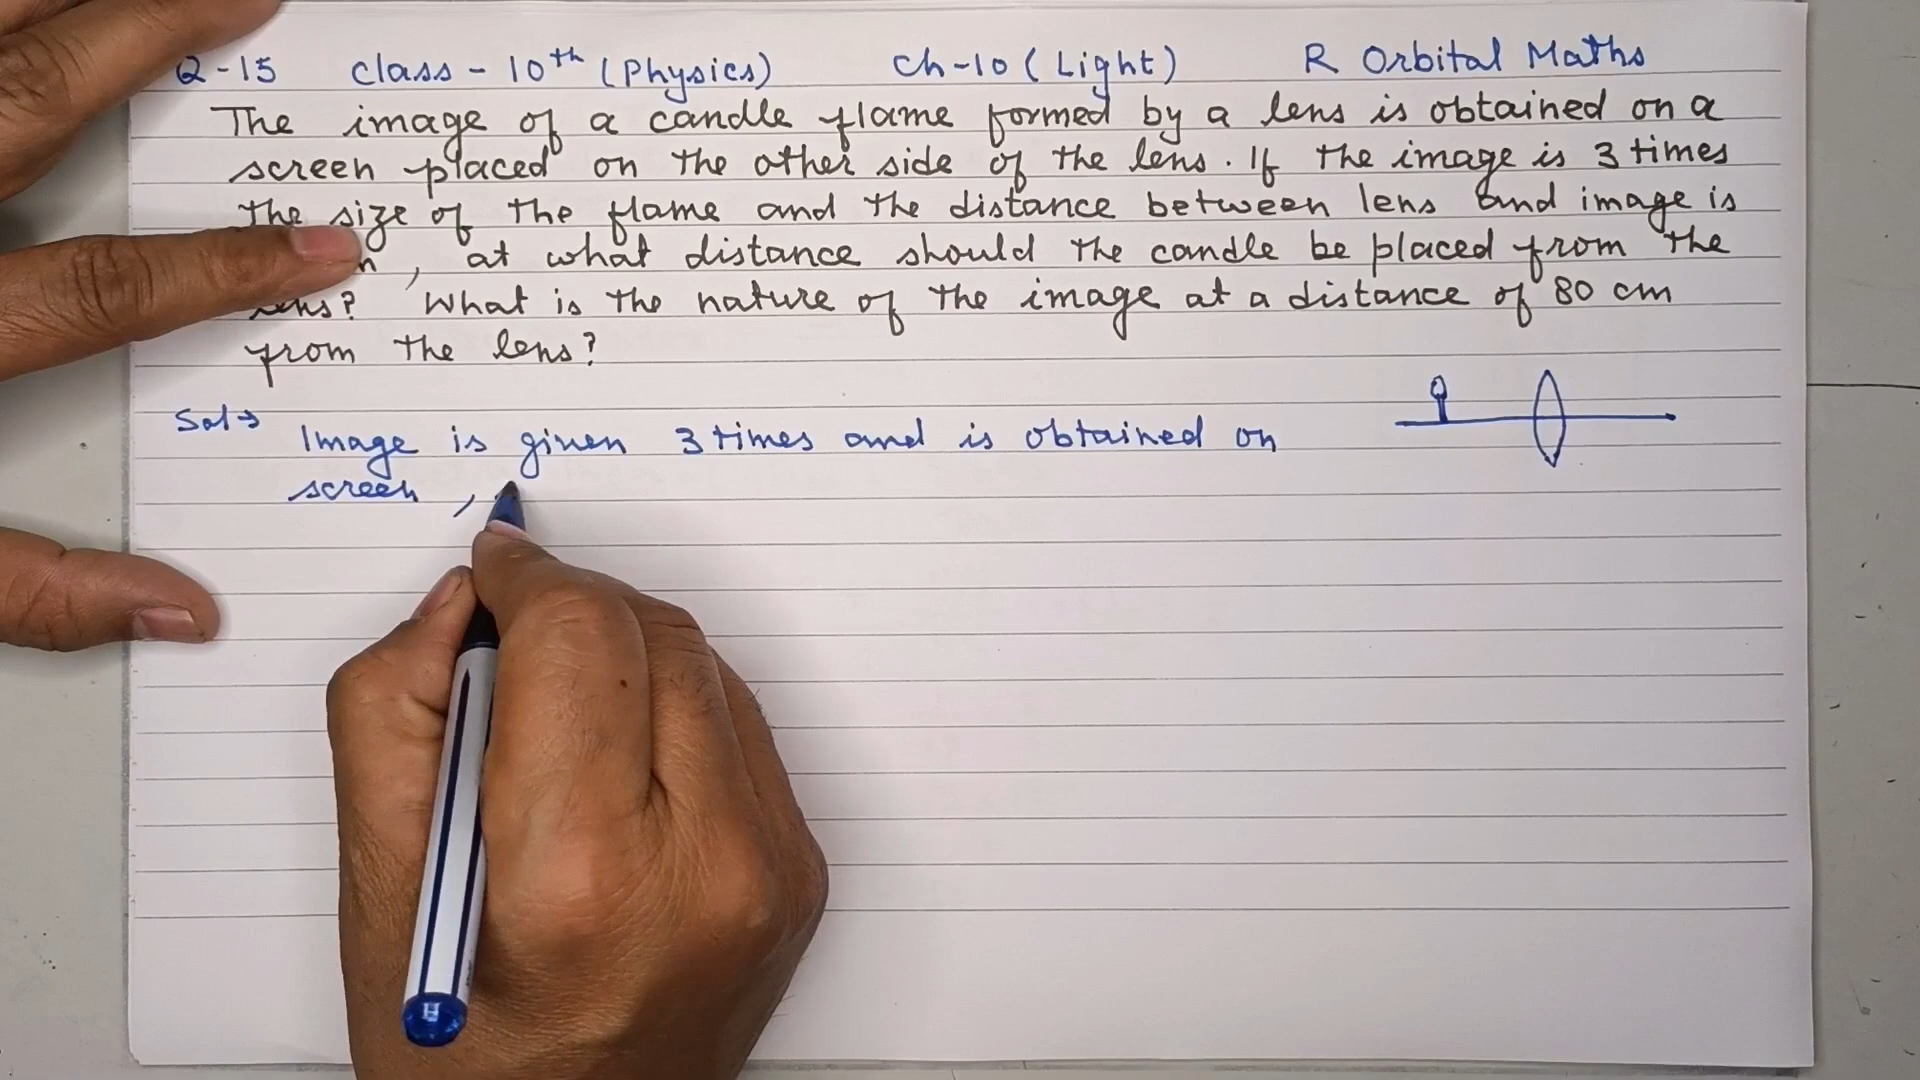 Q-15 Class - 10th (Physics) Ch-10 (Light) R Orbital Maths
The image of a candle flame formed by a lens is obtained on a
screen placed on the other side of the lens. If the image is 3 times
the size of the flame and the distance between lens and image is
, at what distance should the candle be placed from the
lens? What is the nature of the image at a distance of 80 cm
from the lens?
Sol→ Image is given 3 times and is obtained on
screen ,